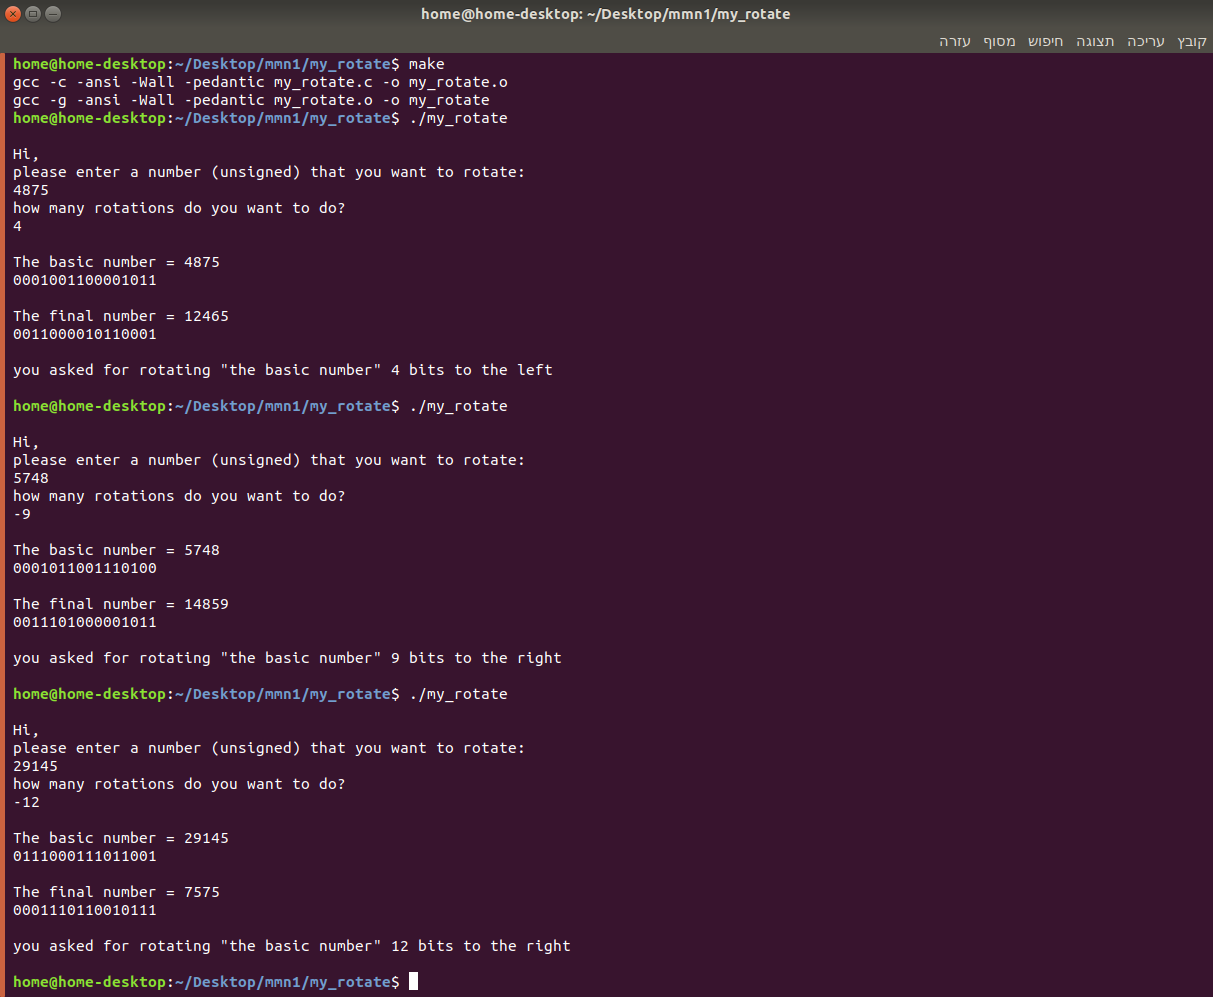 home@home-desktop: ~/Desktop/mmn1/my_rotate
קובץ עריכה תצוגה חיפוש מסוף עזרה
home@home-desktop:~/Desktop/mmn1/my_rotate$ make
gcc -c -ansi -Wall -pedantic my_rotate.c -o my_rotate.o
gcc -g -ansi -Wall -pedantic my_rotate.o -o my_rotate
home@home-desktop:~/Desktop/mmn1/my_rotate$ ./my_rotate
Hi,
please enter a number (unsigned) that you want to rotate:
4875
how many rotations do you want to do?
4
The basic number = 4875
0001001100001011
The final number = 12465
0011000010110001
you asked for rotating "the basic number" 4 bits to the left
home@home-desktop:~/Desktop/mmn1/my_rotate$ ./my_rotate
Hi,
please enter a number (unsigned) that you want to rotate:
5748
how many rotations do you want to do?
-9
The basic number = 5748
0001011001110100
The final number = 14859
0011101000001011
you asked for rotating "the basic number" 9 bits to the right
home@home-desktop:~/Desktop/mmn1/my_rotate$ ./my_rotate
Hi,
please enter a number (unsigned) that you want to rotate:
29145
how many rotations do you want to do?
-12
The basic number = 29145
0111000111011001
The final number = 7575
0001110110010111
you asked for rotating "the basic number" 12 bits to the right
home@home-desktop:~/Desktop/mmn1/my_rotate$